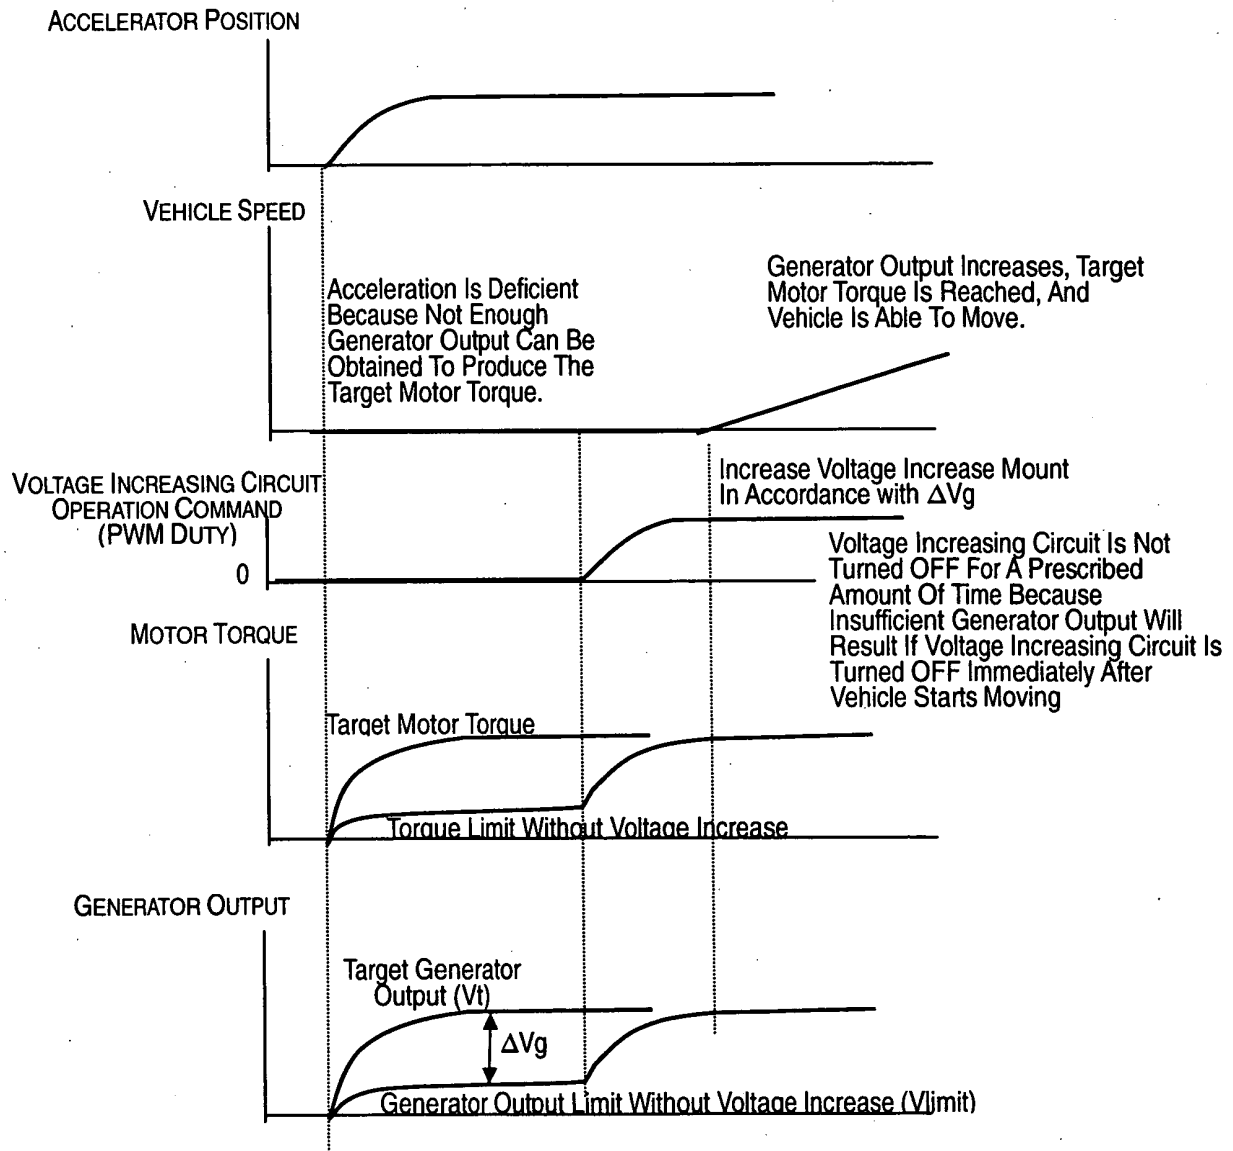 ACCELERATOR POSITION
VEHICLE SPEED
Acceleration Is Deficient
Because Not Enough
Generator Output Can Be
Obtained To Produce The
Target Motor Torque.
Generator Output Increases, Target
Motor Torque Is Reached, And
Vehicle Is Able To Move.
VOLTAGE INCREASING CIRCUIT
OPERATION COMMAND
(PWM DUTY)
0
Increase Voltage Increase Mount
In Accordance with ΔVg
Voltage Increasing Circuit Is Not
Turned OFF For A Prescribed
Amount Of Time Because
Insufficient Generator Output Will
Result If Voltage Increasing Circuit Is
Turned OFF Immediately After
Vehicle Starts Moving
MOTOR TORQUE
Target Motor Torque
Torque Limit Without Voltage Increase
GENERATOR OUTPUT
Target Generator
Output (Vt)
ΔVg
Generator Output Limit Without Voltage Increase (Vlimit)